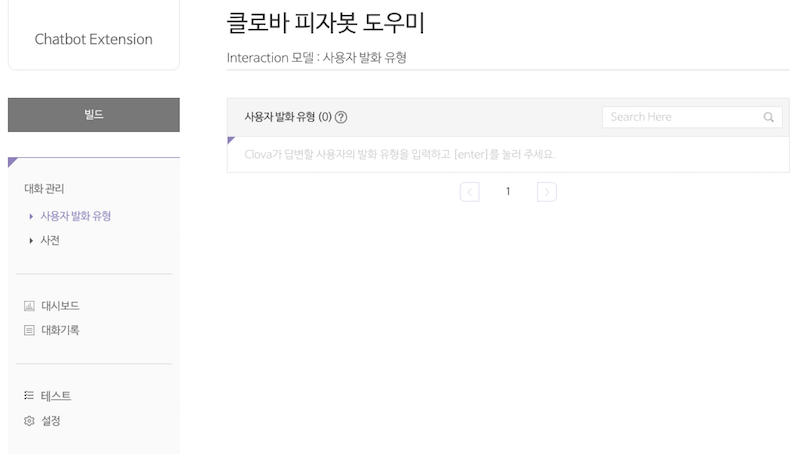 Chatbot Extension
빌드
대화 관리
사용자 발화 유형
사전
대시보드
대화기록
테스트
설정
클로바 피자봇 도우미
Interaction 모델 : 사용자 발화 유형
사용자 발화 유형 (0) ?
Search Here
Clova가 답변할 사용자의 발화 유형을 입력하고 [enter]를 눌러 주세요.
< 1 >